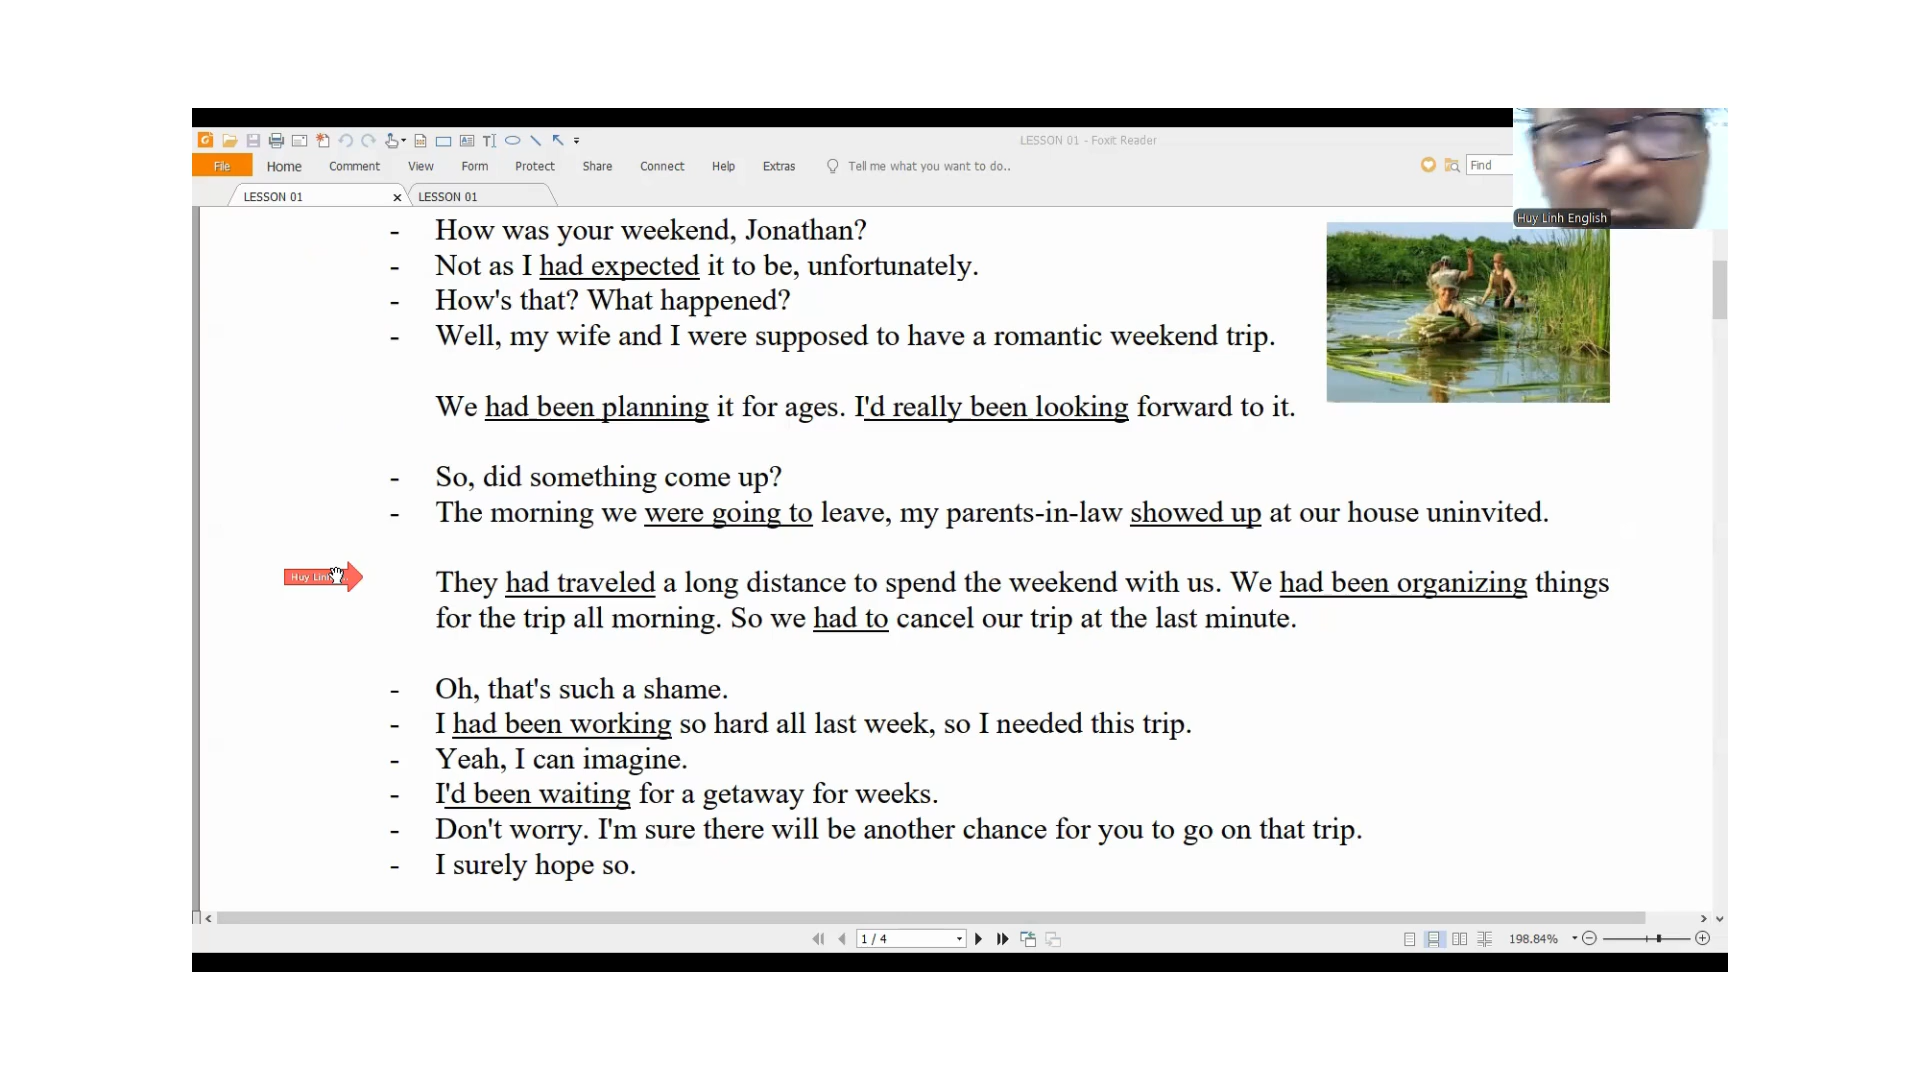 LESSON 01 - Foxit Reader
File Home Comment View Form Protect Share Connect Help Extras Tell me what you want to do.. Find
LESSON 01 x LESSON 01
Huy Linh English
- How was your weekend, Jonathan?
- Not as I had expected it to be, unfortunately.
- How's that? What happened?
- Well, my wife and I were supposed to have a romantic weekend trip.
We had been planning it for ages. I'd really been looking forward to it.
- So, did something come up?
- The morning we were going to leave, my parents-in-law showed up at our house uninvited.
Huy Linh
They had traveled a long distance to spend the weekend with us. We had been organizing things
for the trip all morning. So we had to cancel our trip at the last minute.
- Oh, that's such a shame.
- I had been working so hard all last week, so I needed this trip.
- Yeah, I can imagine.
- I'd been waiting for a getaway for weeks.
- Don't worry. I'm sure there will be another chance for you to go on that trip.
- I surely hope so.
1 / 4 198.84%